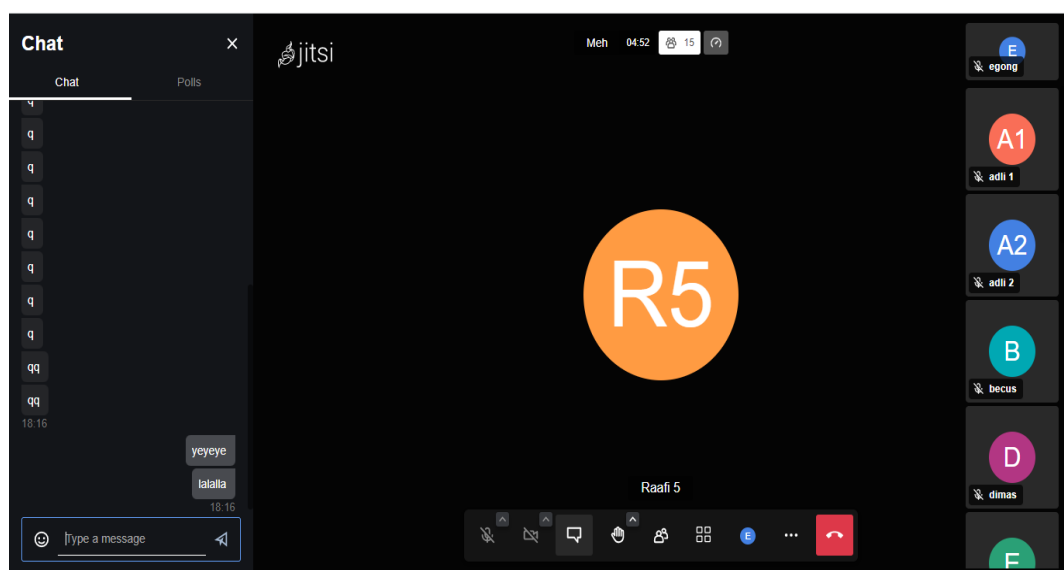 Chat
Chat Polls
q
q
q
q
q
q
q
q
qq
qq
18:16
yeyeye
lalalla
18:16
Type a message
jitsi
Meh 04:52 15
R5
Raafi 5
E
E
egong
A1
adli 1
A2
adli 2
B
becus
D
dimas
E